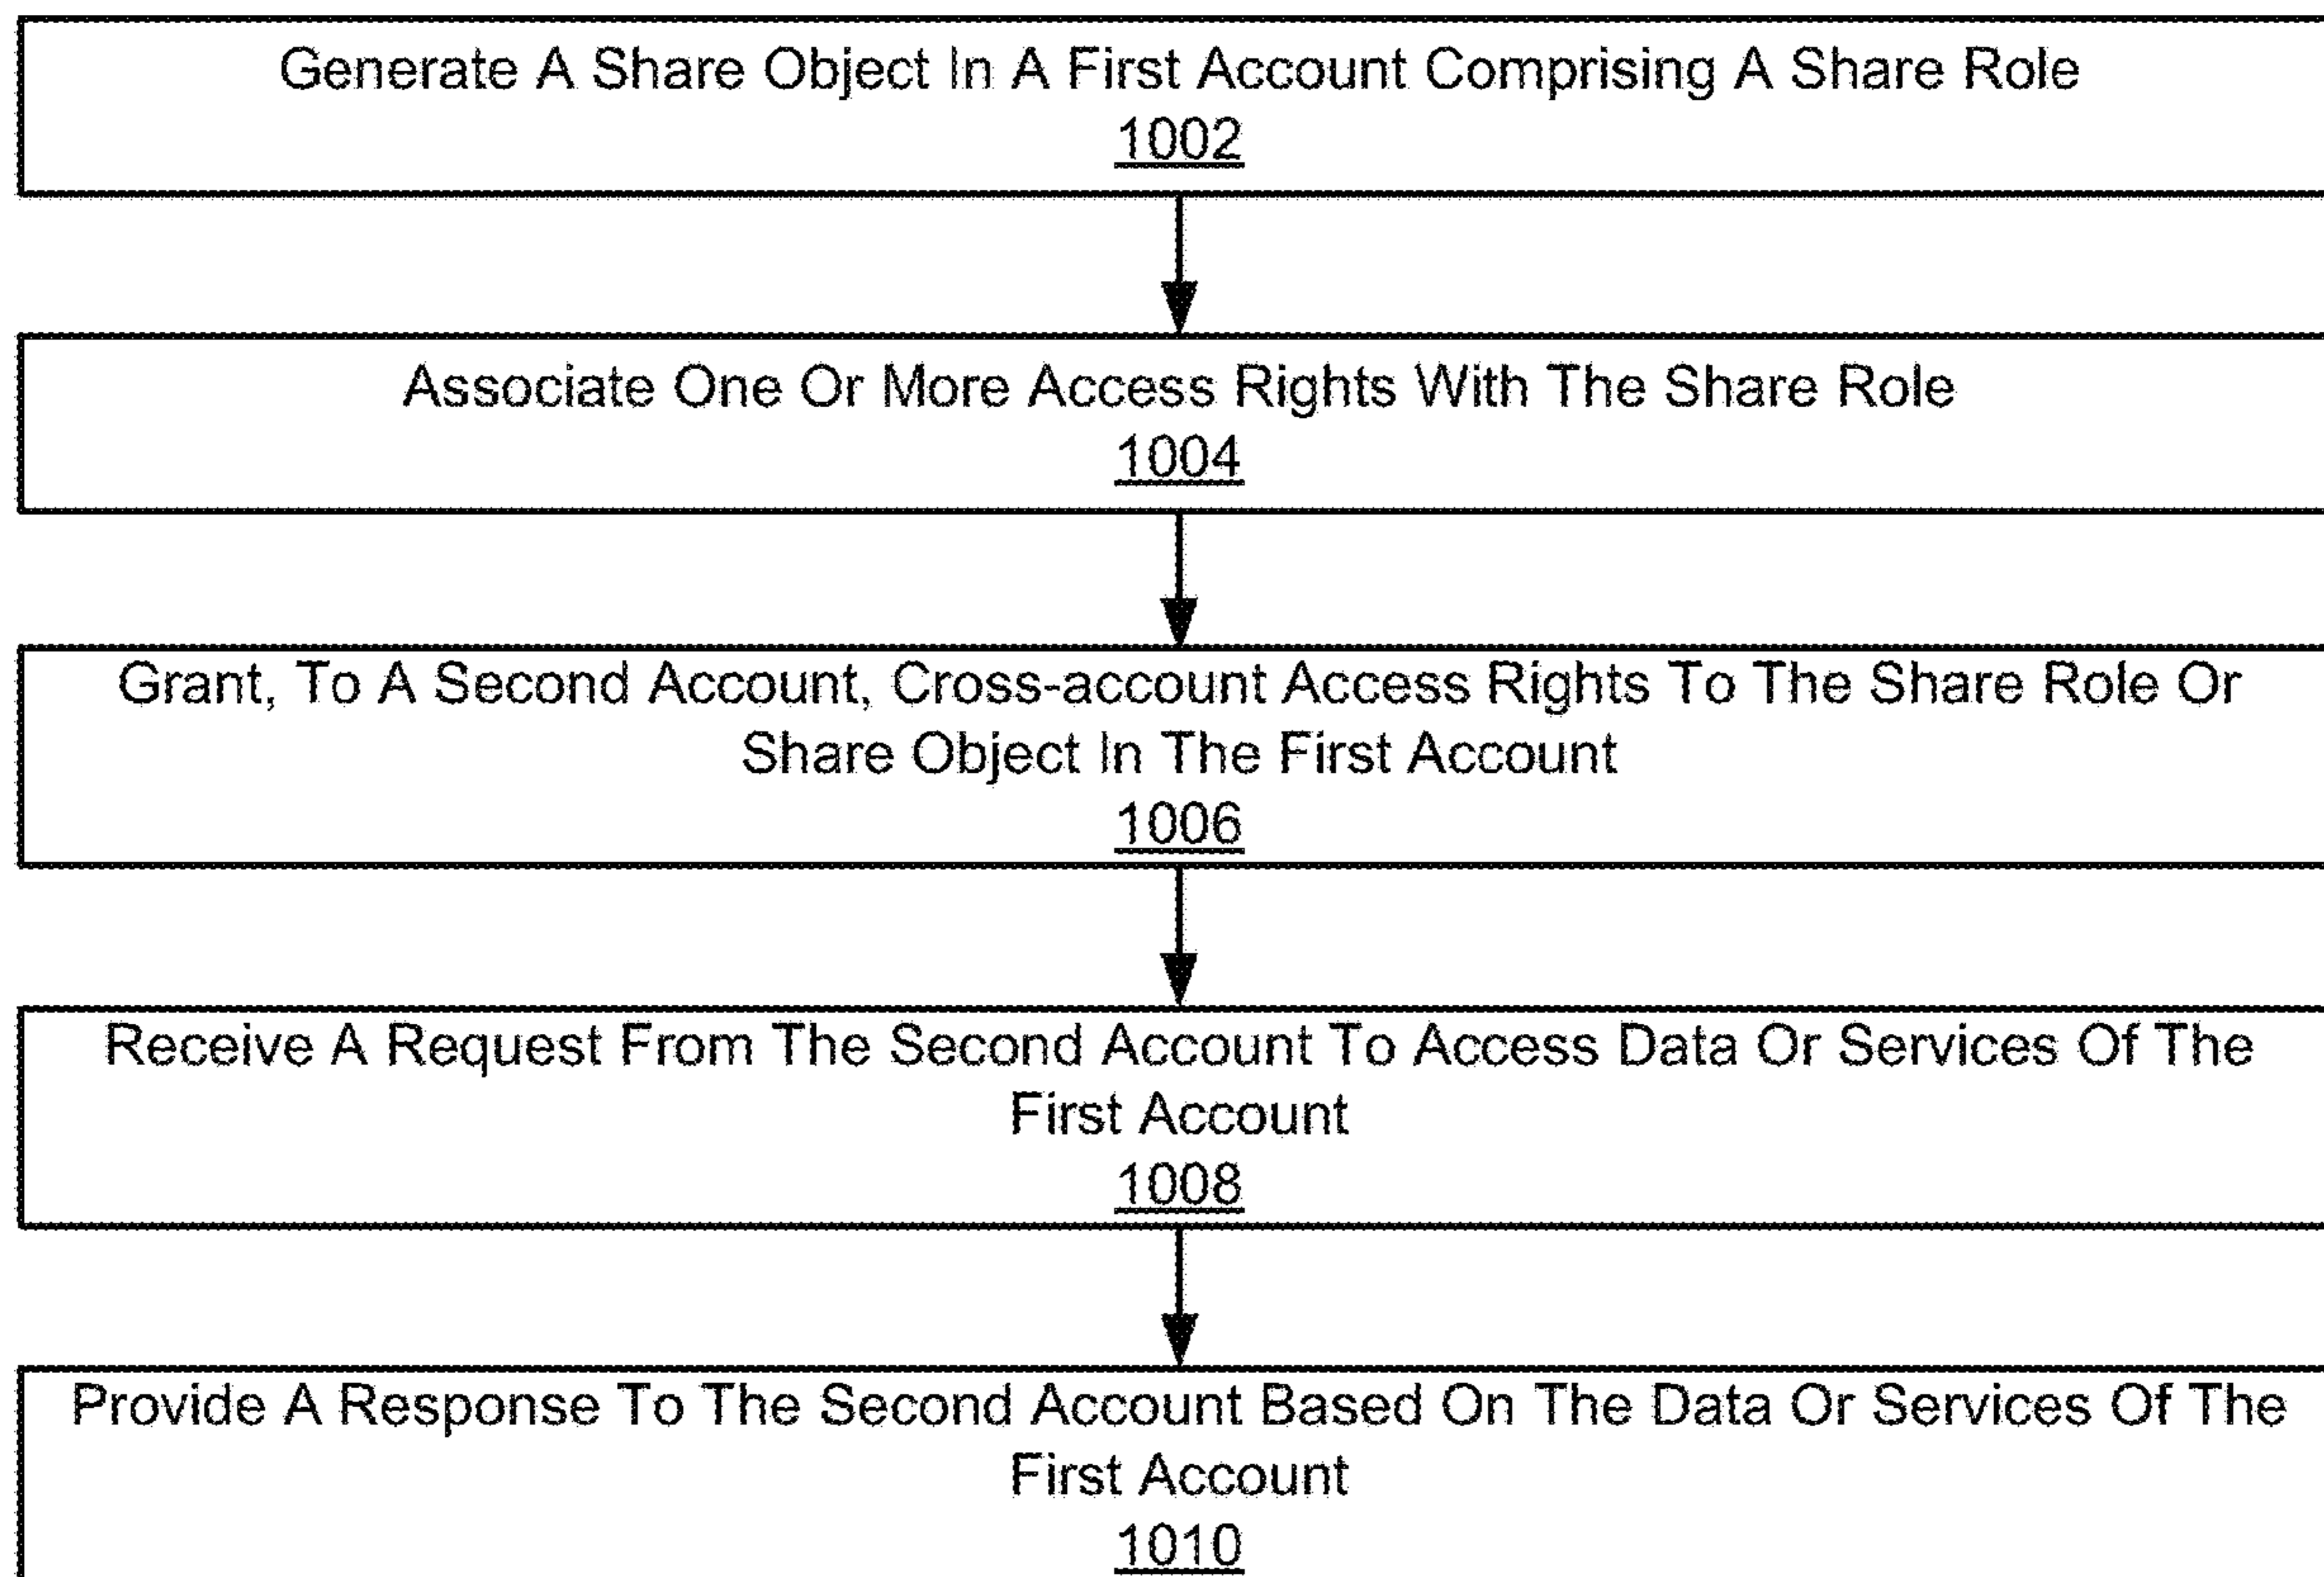 Generate A Share Object In A First Account Comprising A Share Role
1002
Associate One Or More Access Rights With The Share Role
1004
Grant, To A Second Account, Cross-account Access Rights To The Share Role Or
Share Object In The First Account
1006
Receive A Request From The Second Account To Access Data Or Services Of The
First Account
1008
Provide A Response To The Second Account Based On The Data Or Services Of The
First Account
1010